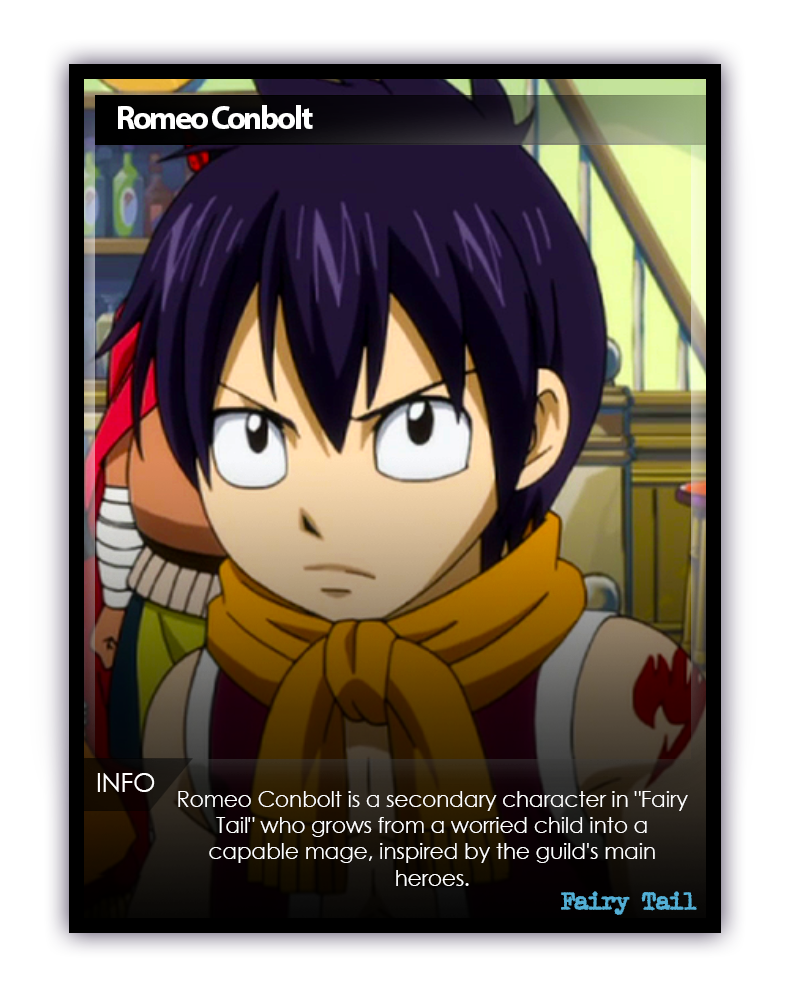 Romeo Conbolt
INFO
Romeo Conbolt is a secondary character in "Fairy
Tail" who grows from a worried child into a
capable mage, inspired by the guild's main
heroes.
Fairy Tail